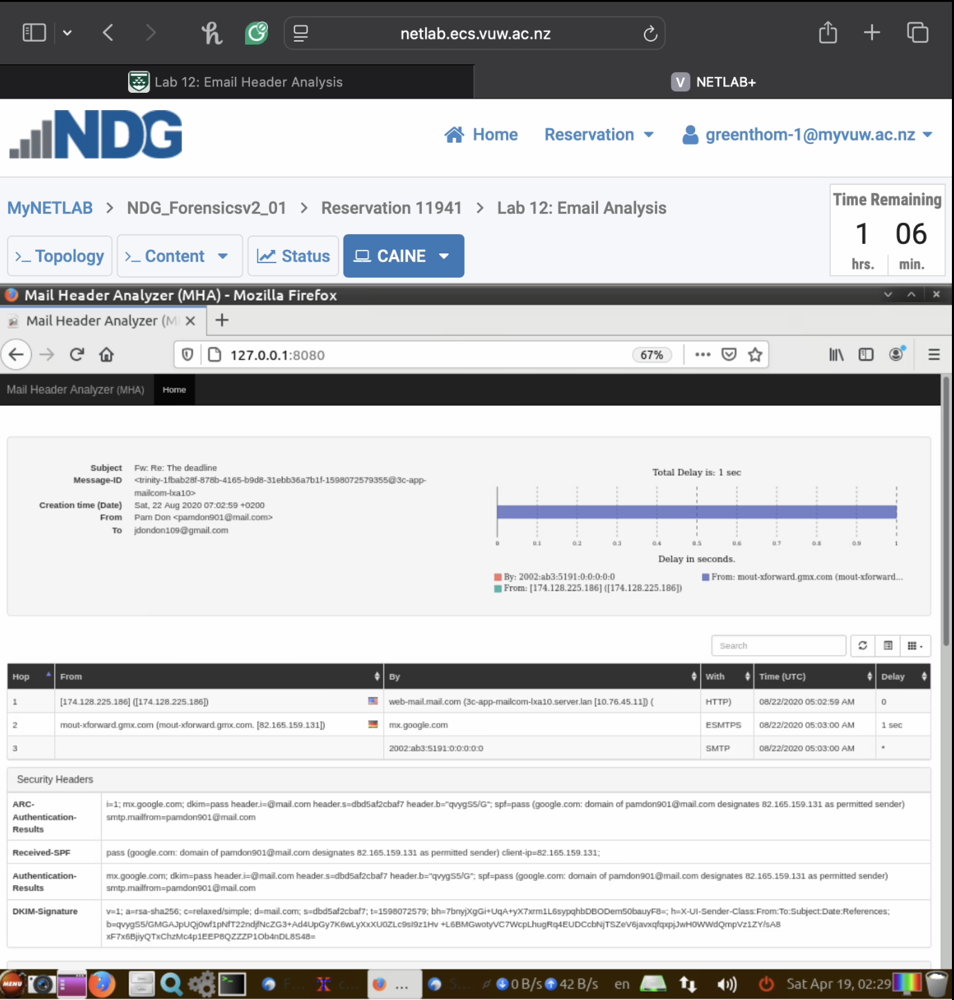 netlab.ecs.vuw.ac.nz
Lab 12: Email Header Analysis
V NETLAB+
NDG
Home Reservation greenthom-1@myvuw.ac.nz
MyNETLAB > NDG_Forensicsv2_01 > Reservation 11941 > Lab 12: Email Analysis
Time Remaining
1 06
hrs. min.
>_ Topology >_ Content Status CAINE
Mail Header Analyzer (MHA) - Mozilla Firefox
Mail Header Analyzer (M
127.0.0.1:8080 67%
Mail Header Analyzer (MHA) Home
Subject Fw: Re: The deadline
Message-ID <trinity-1fbab28f-878b-4165-b9d8-31ebb36a7b1f-1598072579355@3c-app-
mailcom-lxa10>
Creation time (Date) Sat, 22 Aug 2020 07:02:59 +0200
From Pam Don <pamdon901@mail.com>
To jdondon109@gmail.com
Total Delay is: 1 sec
0 0.1 0.2 0.3 0.4 0.5 0.6 0.7 0.8 0.9 1
Delay in seconds.
By: 2002:ab3:5191:0:0:0:0:0 From: mout-xforward.gmx.com (mout-xforward...
From: [174.128.225.186] ([174.128.225.186])
Search
Hop From By With Time (UTC) Delay
1 [174.128.225.186] ([174.128.225.186]) web-mail.mail.com (3c-app-mailcom-lxa10.server.lan [10.76.45.11]) ( HTTP) 08/22/2020 05:02:59 AM 0
2 mout-xforward.gmx.com (mout-xforward.gmx.com. [82.165.159.131]) mx.google.com ESMTPS 08/22/2020 05:03:00 AM 1 sec
3 2002:ab3:5191:0:0:0:0:0 SMTP 08/22/2020 05:03:00 AM *
Security Headers
ARC-
Authentication-
Results
i=1; mx.google.com; dkim=pass header.i=@mail.com header.s=dbd5af2cbaf7 header.b="qvygS5/G"; spf=pass (google.com: domain of pamdon901@mail.com designates 82.165.159.131 as permitted sender)
smtp.mailfrom=pamdon901@mail.com
Received-SPF pass (google.com: domain of pamdon901@mail.com designates 82.165.159.131 as permitted sender) client-ip=82.165.159.131;
Authentication-
Results
mx.google.com; dkim=pass header.i=@mail.com header.s=dbd5af2cbaf7 header.b="qvygS5/G"; spf=pass (google.com: domain of pamdon901@mail.com designates 82.165.159.131 as permitted sender)
smtp.mailfrom=pamdon901@mail.com
DKIM-Signature v=1; a=rsa-sha256; c=relaxed/simple; d=mail.com; s=dbd5af2cbaf7; t=1598072579; bh=7bnyjXgGi+UqA+yX7xrm1L6sypqhbDBODem50bauyF8=; h=X-UI-Sender-Class:From:To:Subject:Date:References;
b=qvygS5/GMGAJpUQj0wf1pNfT22ndjfNcZG3+Ad4UpGy7K6wLyXxXU0ZLc9sI9z1Hv +L6BMGwotyVC7WcpLhugRq4EUDCcbNjTSZeV6javxqfqxpjJwH0WWdQmpVz1ZY/sA8
xF7x6BjiyQTxChzMc4p1EEP8QZZZP1Ob4nDL8S48=
MENU F... c... ... S... 0 B/s 42 B/s en Sat Apr 19, 02:29